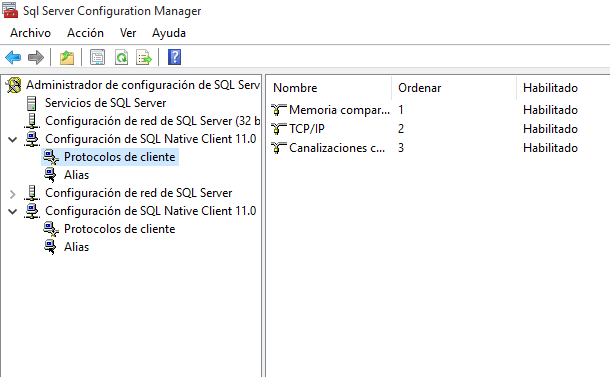 Sql Server Configuration Manager
Archivo Acción Ver Ayuda
Administrador de configuración de SQL Serv
Servicios de SQL Server
Configuración de red de SQL Server (32 b
Configuración de SQL Native Client 11.0
Protocolos de cliente
Alias
Configuración de red de SQL Server
Configuración de SQL Native Client 11.0
Protocolos de cliente
Alias
Nombre Ordenar Habilitado
Memoria compar... 1 Habilitado
TCP/IP 2 Habilitado
Canalizaciones c... 3 Habilitado